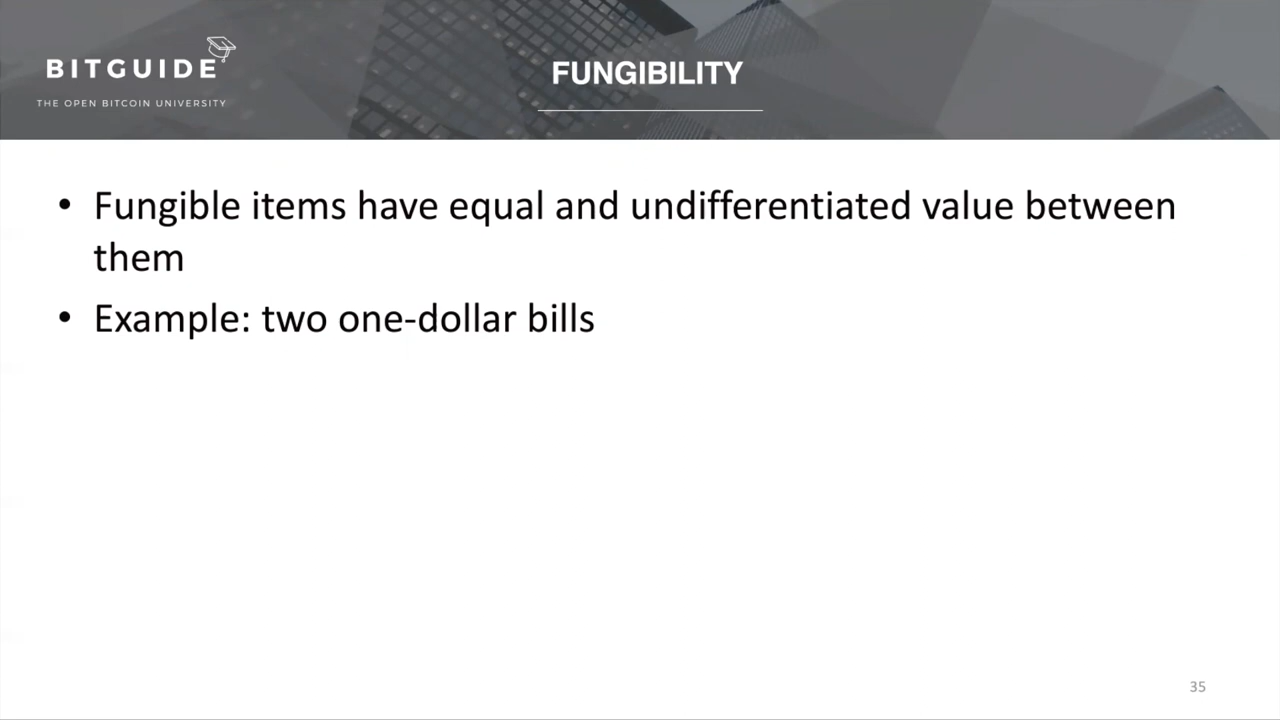 BITGUIDE
THE OPEN BITCOIN UNIVERSITY
FUNGIBILITY
• Fungible items have equal and undifferentiated value between
them
• Example: two one-dollar bills
35